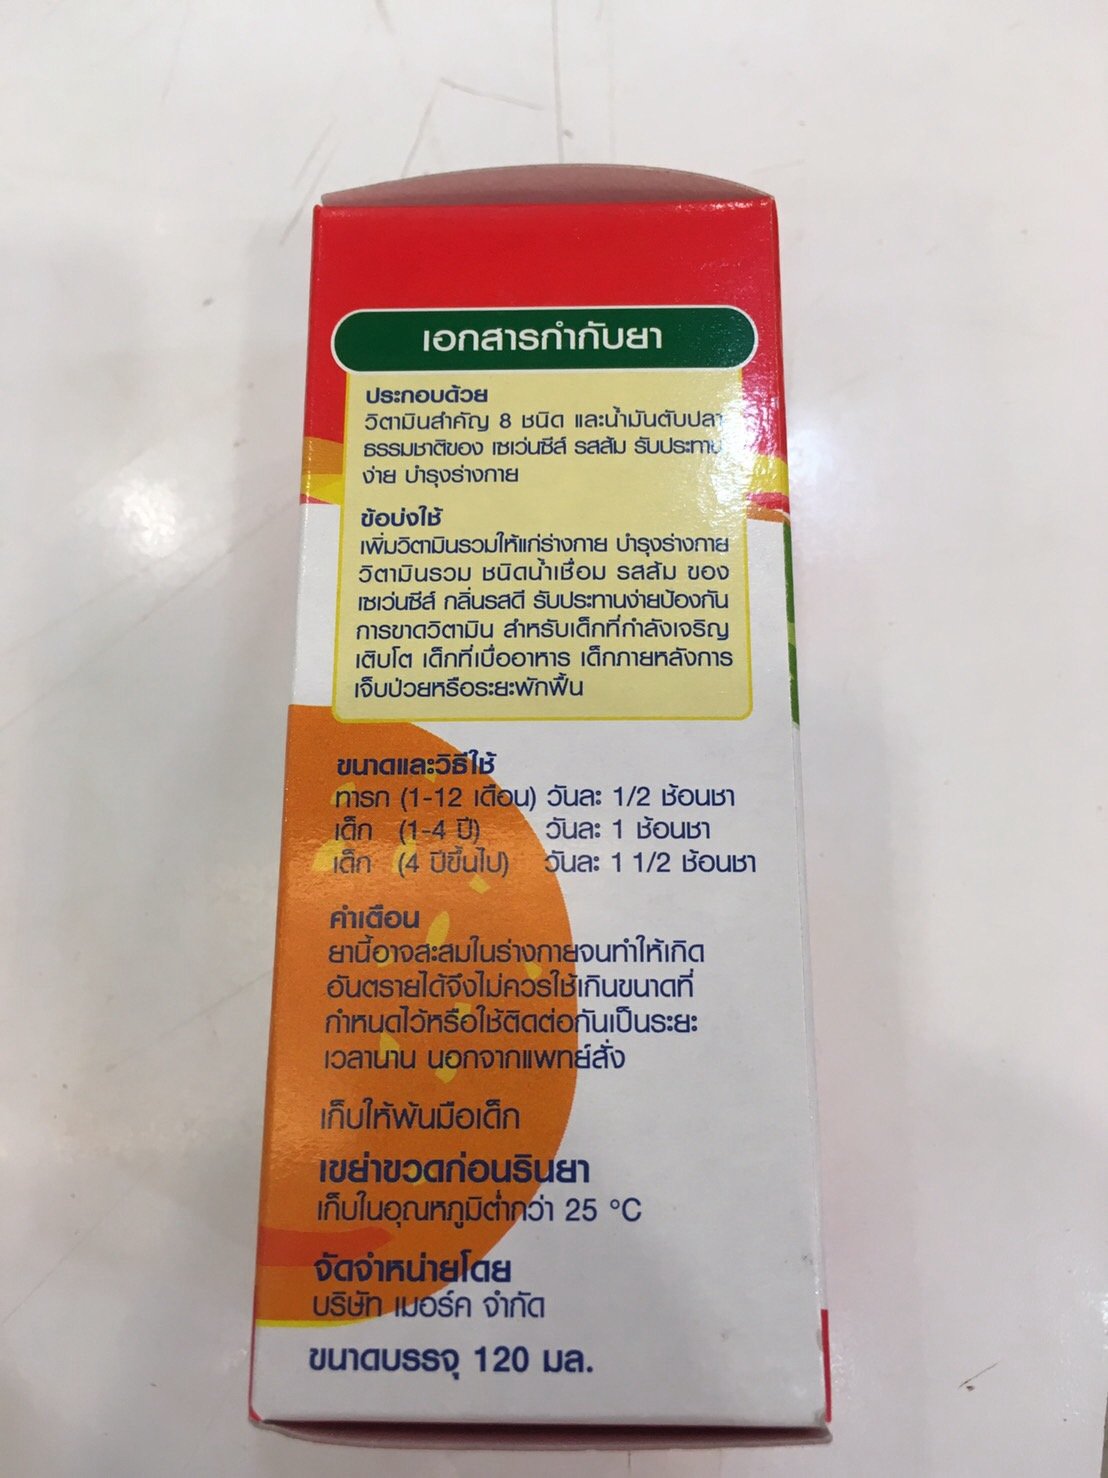 เอกสารกำกับยา
ประกอบด้วย
วิตามินสำคัญ 8 ชนิด และน้ำมันตับปลา
ธรรมชาติของ เซเว่นซีส์ รสส้ม รับประทาน
ง่าย บำรุงร่างกาย
ข้อบ่งใช้
เพิ่มวิตามินรวมให้แก่ร่างกาย บำรุงร่างกาย
วิตามินรวม ชนิดน้ำเชื่อม รสส้ม ของ
เซเว่นซีส์ กลิ่นรสดี รับประทานง่ายป้องกัน
การขาดวิตามิน สำหรับเด็กที่กำลังเจริญ
เติบโต เด็กที่เบื่ออาหาร เด็กภายหลังการ
เจ็บป่วยหรือระยะพักฟื้น
ขนาดและวิธีใช้
ทารก (1-12 เดือน) วันละ 1/2 ช้อนชา
เด็ก (1-4 ปี) วันละ 1 ช้อนชา
เด็ก (4 ปีขึ้นไป) วันละ 1 1/2 ช้อนชา
คำเตือน
ยานี้อาจสะสมในร่างกายจนทำให้เกิด
อันตรายได้จึงไม่ควรใช้เกินขนาดที่
กำหนดไว้หรือใช้ติดต่อกันเป็นระยะ
เวลานาน นอกจากแพทย์สั่ง
เก็บให้พ้นมือเด็ก
เขย่าขวดก่อนรินยา
เก็บในอุณหภูมิต่ำกว่า 25 °C
จัดจำหน่ายโดย
บริษัท เมอร์ค จำกัด
ขนาดบรรจุ 120 มล.